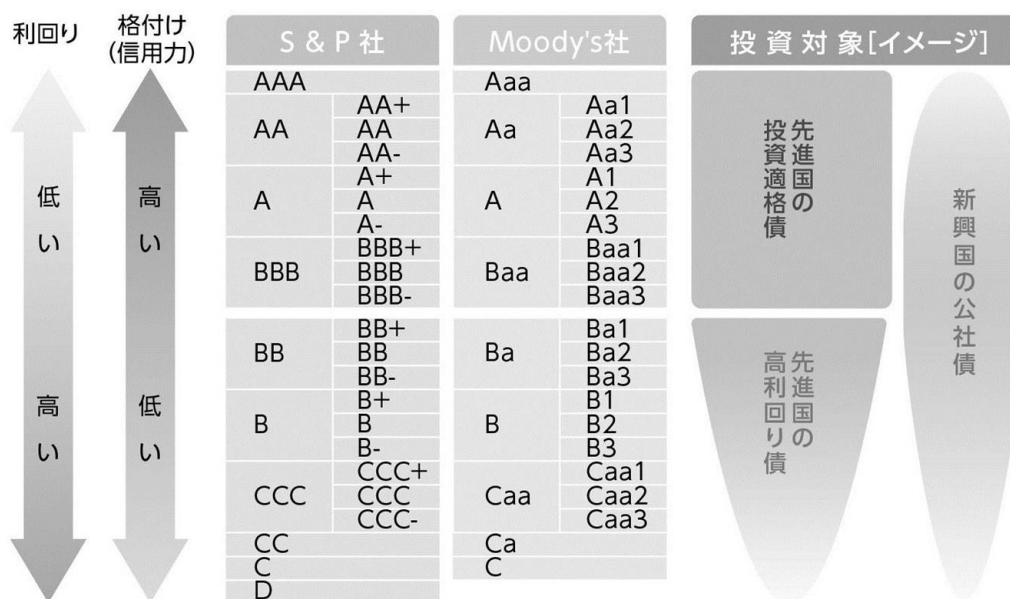 利回り
格付け
(信用力)
S & P 社
Moody's社
投資対象[イメージ]
低い
高い
高い
低い
AAA
AA
AA+
AA
AA-
A
A+
A
A-
BBB
BBB+
BBB
BBB-
BB
BB+
BB
BB-
B
B+
B
B-
CCC
CCC+
CCC
CCC-
CC
C
D
Aaa
Aa
Aa1
Aa2
Aa3
A
A1
A2
A3
Baa
Baa1
Baa2
Baa3
Ba
Ba1
Ba2
Ba3
B
B1
B2
B3
Caa
Caa1
Caa2
Caa3
Ca
C
先進国の
投資適格債
先進国の
高利回り債
新興国の公社債